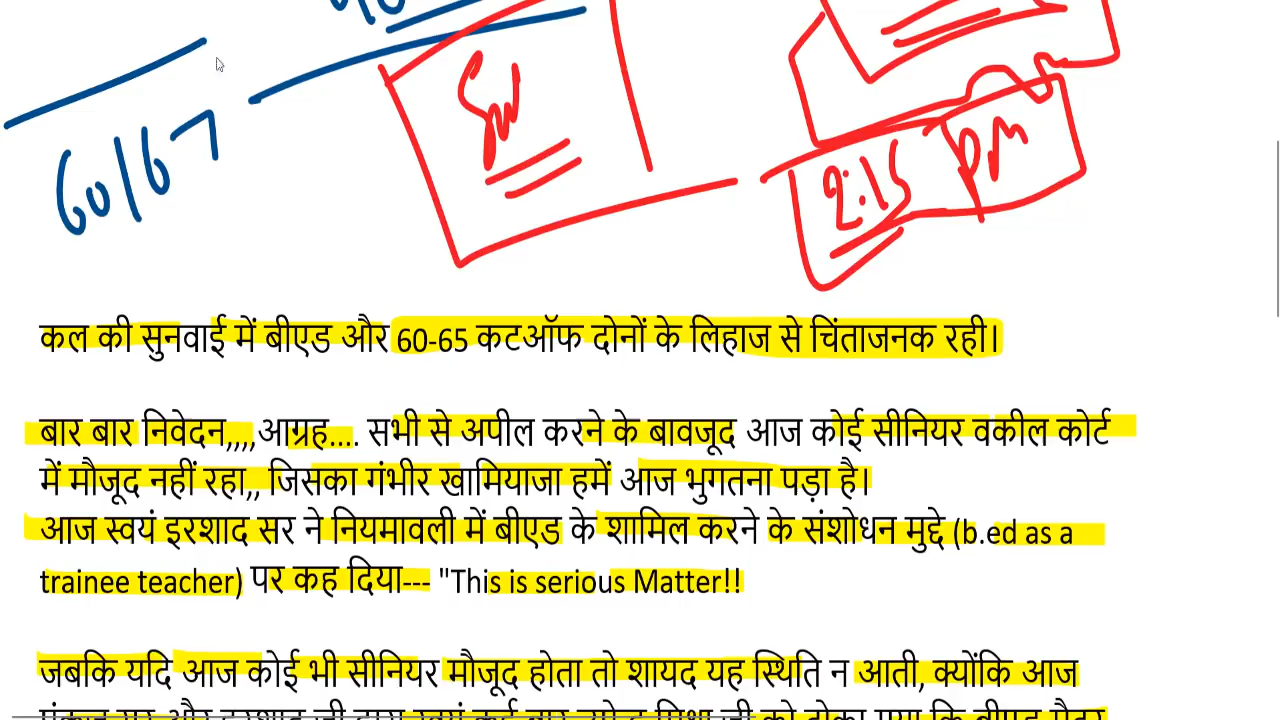 60/67
2:15 pm
कल की सुनवाई में बीएड और 60-65 कटऑफ दोनों के लिहाज से चिंताजनक रही।
बार बार निवेदन,,,,आग्रह.... सभी से अपील करने के बावजूद आज कोई सीनियर वकील कोर्ट
में मौजूद नहीं रहा,, जिसका गंभीर खामियाजा हमें आज भुगतना पड़ा है।
आज स्वयं इरशाद सर ने नियमावली में बीएड के शामिल करने के संशोधन मुद्दे (b.ed as a
trainee teacher) पर कह दिया--- "This is serious Matter!!
जबकि यदि आज कोई भी सीनियर मौजूद होता तो शायद यह स्थिति न आती, क्योंकि आज